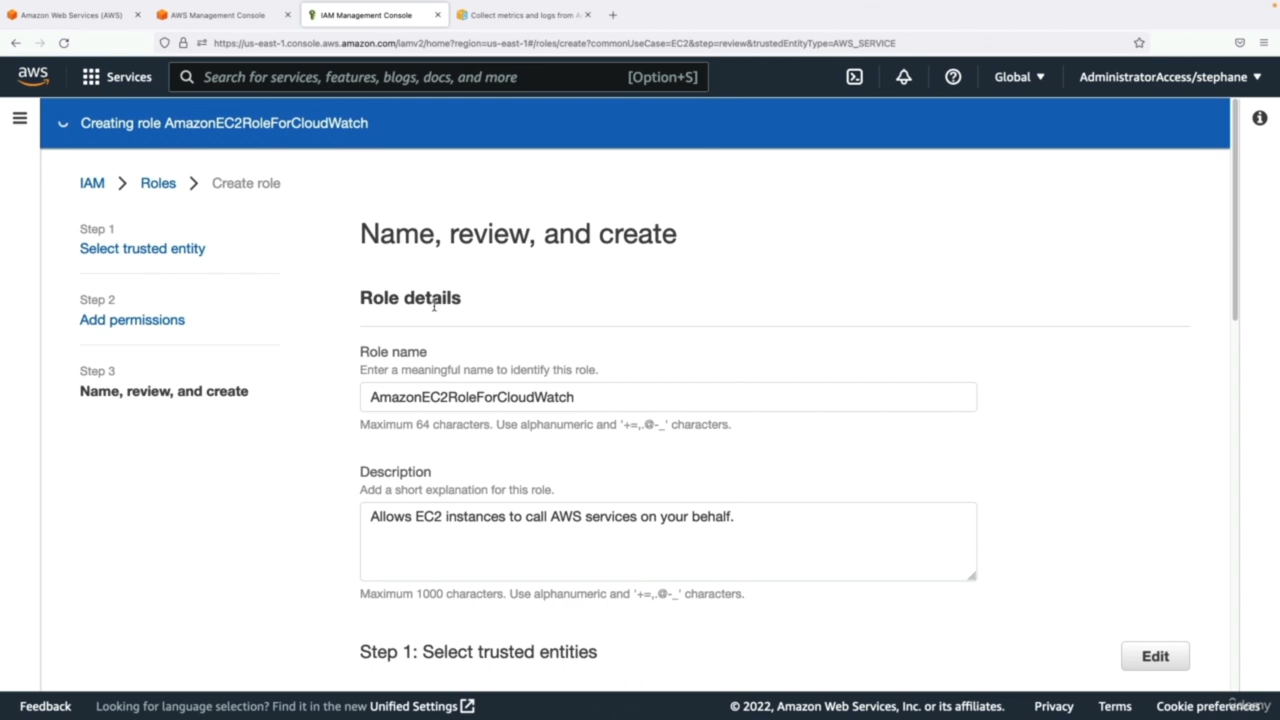 Amazon Web Services (AWS)
AWS Management Console
IAM Management Console
Collect metrics and logs from A
https://us-east-1.console.aws.amazon.com/iamv2/home?region=us-east-1#/roles/create?commonUseCase=EC2&step=review&trustedEntityType=AWS_SERVICE
aws
Services
Search for services, features, blogs, docs, and more
[Option+S]
Global
AdministratorAccess/stephane
Creating role AmazonEC2RoleForCloudWatch
IAM
Roles
Create role
Step 1
Select trusted entity
Step 2
Add permissions
Step 3
Name, review, and create
Name, review, and create
Role details
Role name
Enter a meaningful name to identify this role.
AmazonEC2RoleForCloudWatch
Maximum 64 characters. Use alphanumeric and '+=,.@-_' characters.
Description
Add a short explanation for this role.
Allows EC2 instances to call AWS services on your behalf.
Maximum 1000 characters. Use alphanumeric and '+=,.@-_' characters.
Step 1: Select trusted entities
Edit
Feedback
Looking for language selection? Find it in the new Unified Settings
© 2022, Amazon Web Services, Inc. or its affiliates.
Privacy
Terms
Cookie preferences
Udemy